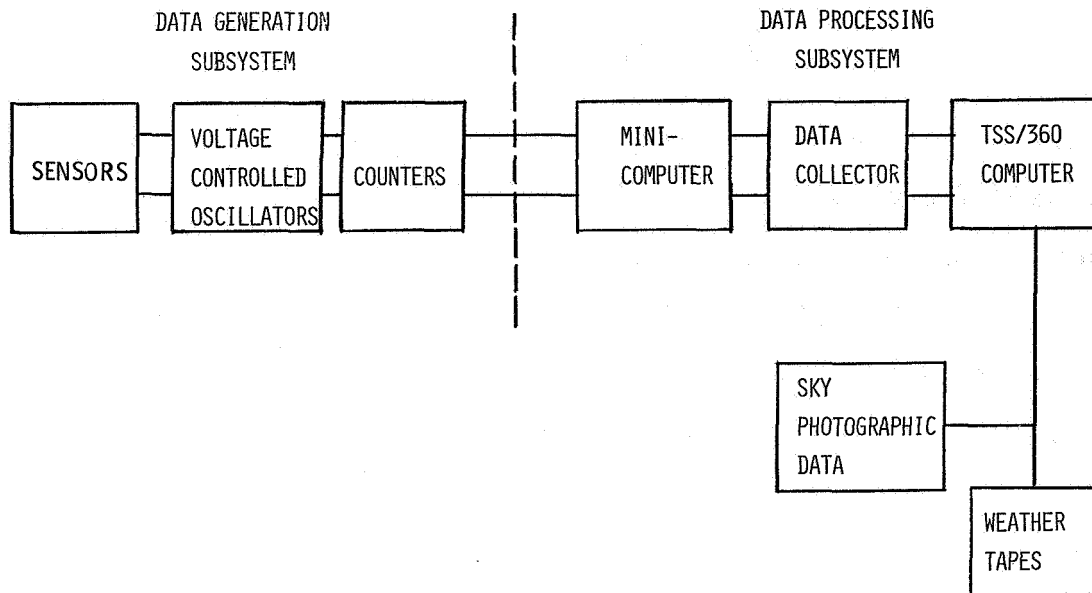 DATA GENERATION
SUBSYSTEM
DATA PROCESSING
SUBSYSTEM
SENSORS
VOLTAGE
CONTROLLED
OSCILLATORS
COUNTERS
MINI-
COMPUTER
DATA
COLLECTOR
TSS/360
COMPUTER
SKY
PHOTOGRAPHIC
DATA
WEATHER
TAPES